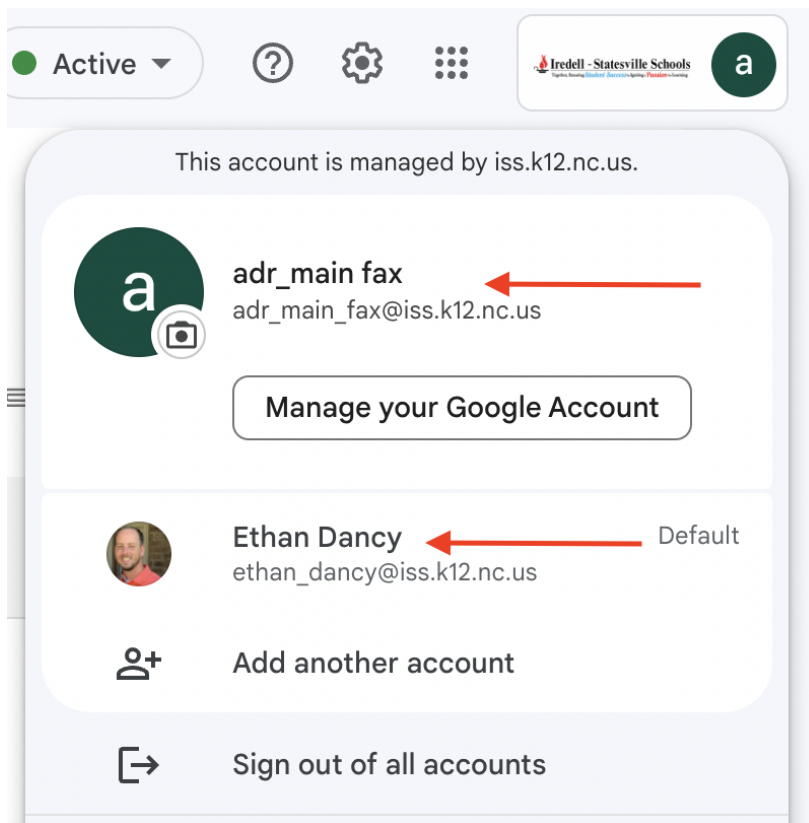 Active
Iredell - Statesville Schools
a
This account is managed by iss.k12.nc.us.
a
adr_main fax
adr_main_fax@iss.k12.nc.us
Manage your Google Account
Ethan Dancy
Default
ethan_dancy@iss.k12.nc.us
Add another account
Sign out of all accounts